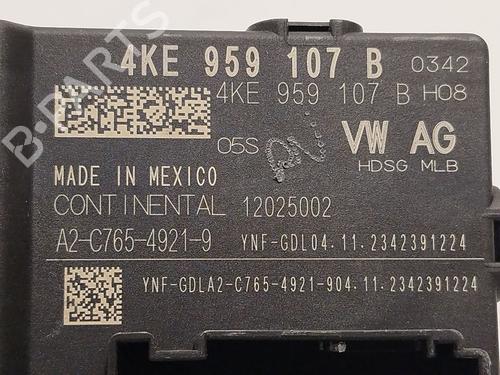 4KE 959 107 B 0342
4KE 959 107 B H08
05S VW AG
HDSG MLB
MADE IN MEXICO
CONTINENTAL 12025002
A2-C765-4921-9 YNF-GDL04.11.2342391224
YNF-GDLA2-C765-4921-904.11.2342391224
B-PARTS